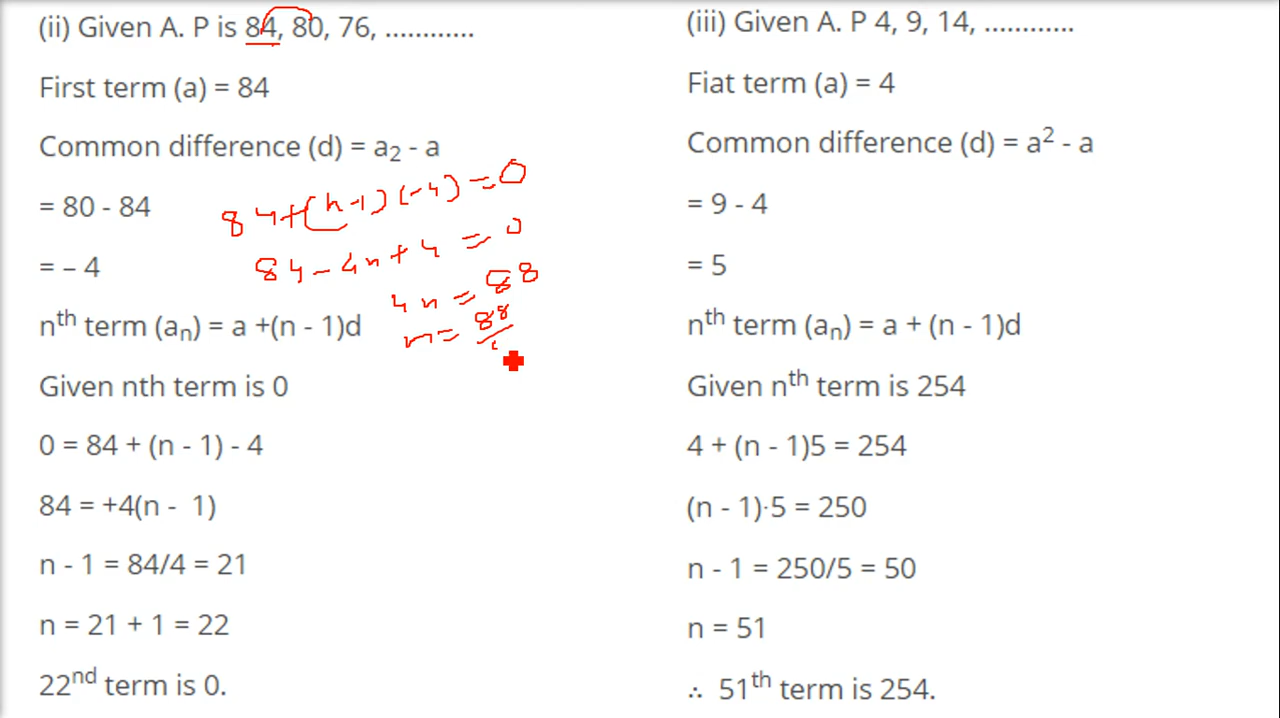 (ii) Given A. P is 84, 80, 76, ............
First term (a) = 84
Common difference (d) = a₂ - a
= 80 - 84
= – 4
nᵗʰ term (aₙ) = a +(n - 1)d
Given nth term is 0
0 = 84 + (n - 1) - 4
84 = +4(n - 1)
n - 1 = 84/4 = 21
n = 21 + 1 = 22
22ⁿᵈ term is 0.
84+(n-1)(-4)=0
84-4n+4=0
4n=88
n=88/
(iii) Given A. P 4, 9, 14, ............
Fiat term (a) = 4
Common difference (d) = a² - a
= 9 - 4
= 5
nᵗʰ term (aₙ) = a + (n - 1)d
Given nᵗʰ term is 254
4 + (n - 1)5 = 254
(n - 1)·5 = 250
n - 1 = 250/5 = 50
n = 51
∴ 51ᵗʰ term is 254.